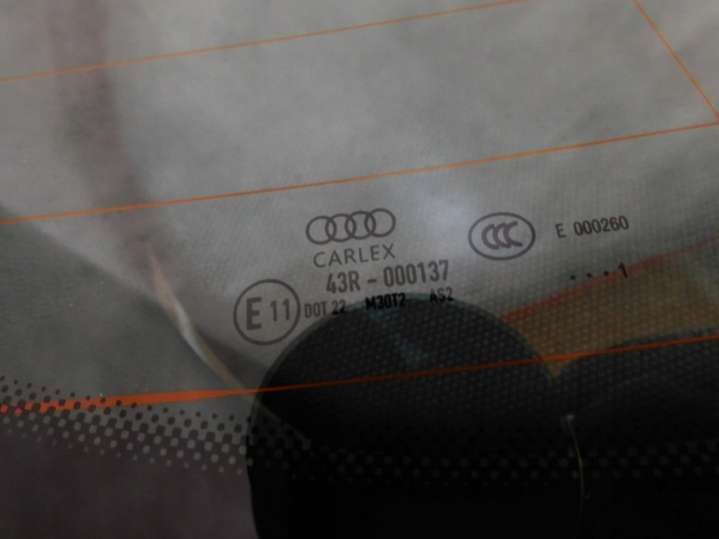 CARLEX
43R - 000137
E 11 DOT 22 M30T2 AS2
CCC E 000260
... 1